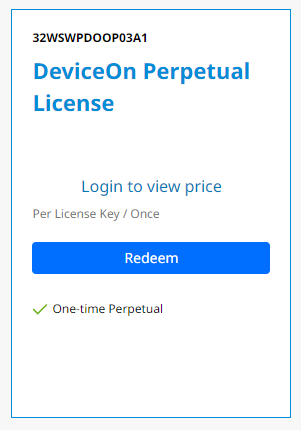 32WSWPDOOP03A1
DeviceOn Perpetual
License
Login to view price
Per License Key / Once
Redeem
One-time Perpetual